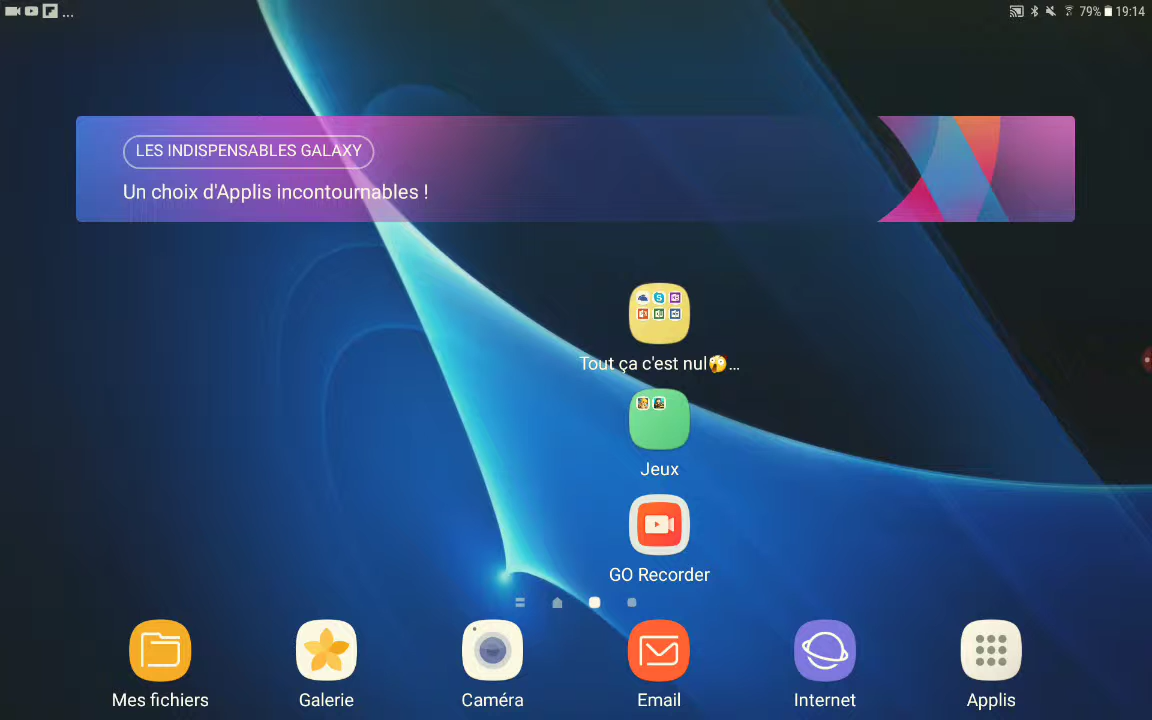 ... 79% 19:14
LES INDISPENSABLES GALAXY
Un choix d'Applis incontournables !
Tout ça c'est nul😱...
Jeux
GO Recorder
Mes fichiers Galerie Caméra Email Internet Applis